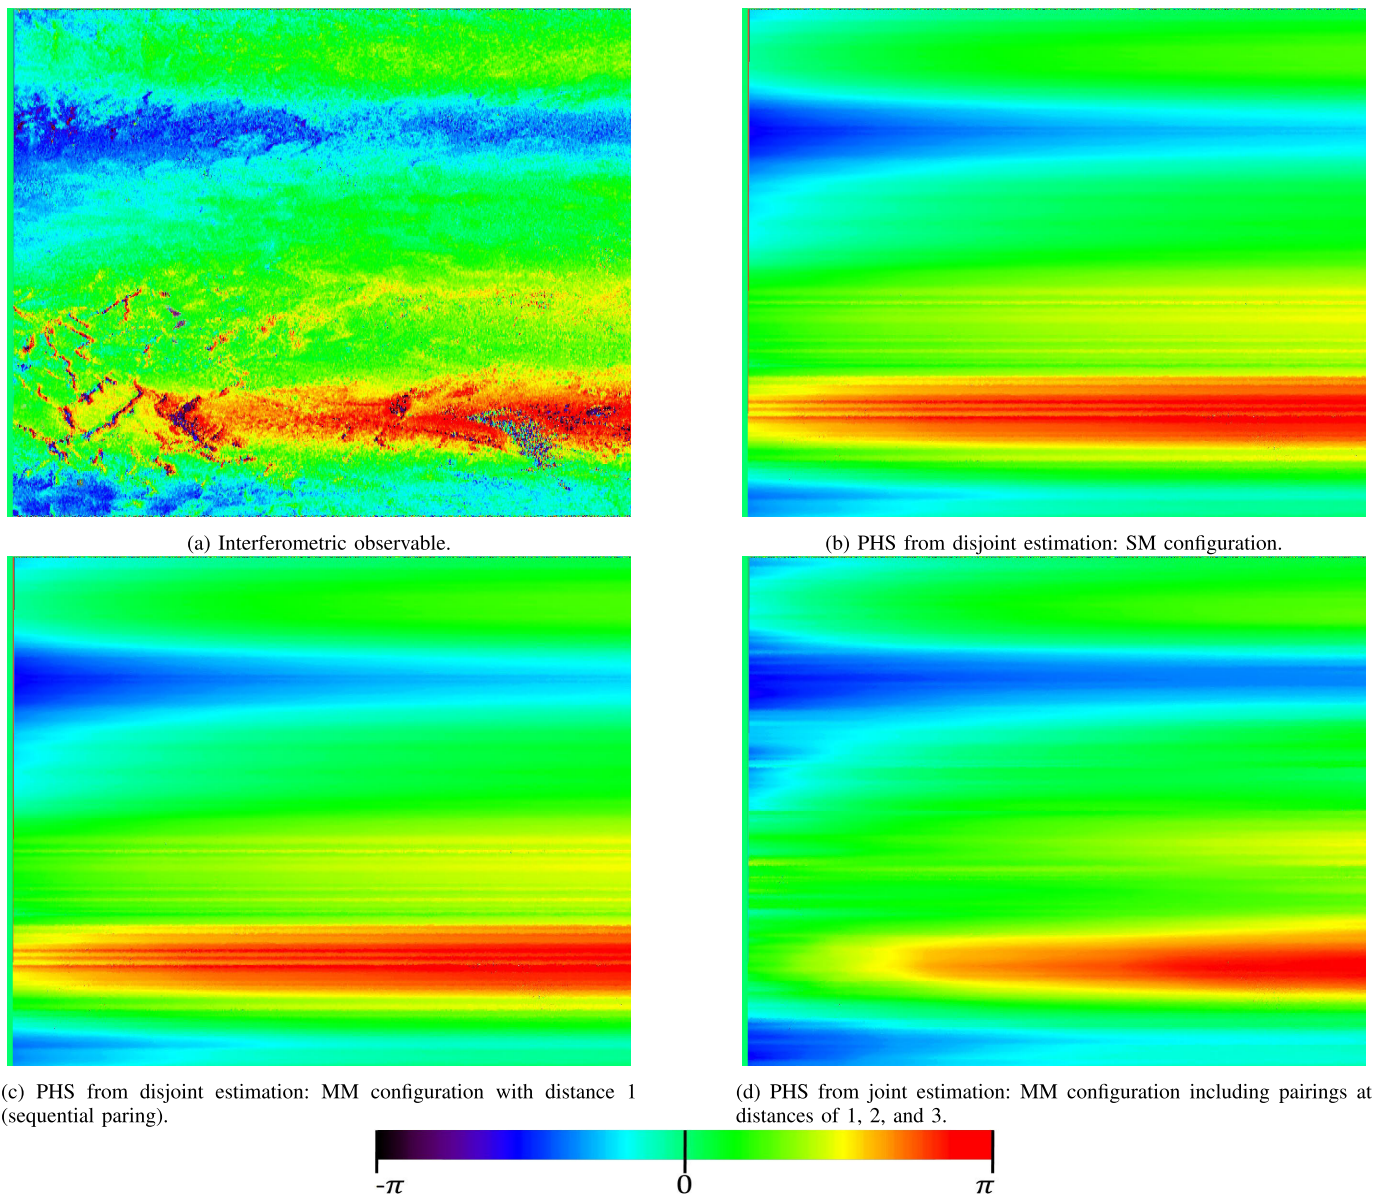 (a) Interferometric observable.
(b) PHS from disjoint estimation: SM configuration.
(c) PHS from disjoint estimation: MM configuration with distance 1
(sequential paring).
(d) PHS from joint estimation: MM configuration including pairings at
distances of 1, 2, and 3.
-π
0
π